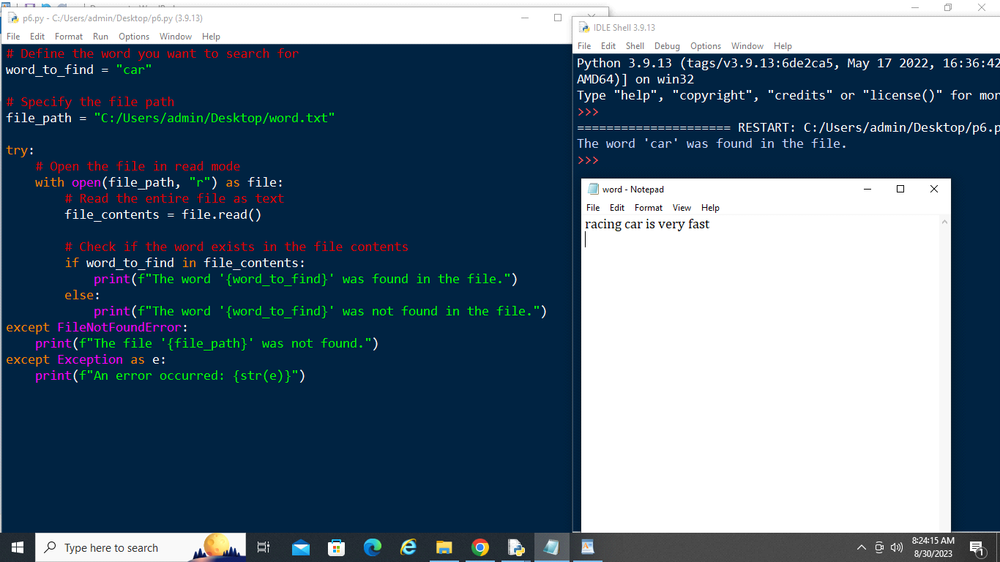 p6.py - C:/Users/admin/Desktop/p6.py (3.9.13)
File Edit Format Run Options Window Help
# Define the word you want to search for
word_to_find = "car"
# Specify the file path
file_path = "C:/Users/admin/Desktop/word.txt"
try:
    # Open the file in read mode
    with open(file_path, "r") as file:
        # Read the entire file as text
        file_contents = file.read()
        # Check if the word exists in the file contents
        if word_to_find in file_contents:
            print(f"The word '{word_to_find}' was found in the file.")
        else:
            print(f"The word '{word_to_find}' was not found in the file.")
except FileNotFoundError:
    print(f"The file '{file_path}' was not found.")
except Exception as e:
    print(f"An error occurred: {str(e)}")
IDLE Shell 3.9.13
File Edit Shell Debug Options Window Help
Python 3.9.13 (tags/v3.9.13:6de2ca5, May 17 2022, 16:36:42
AMD64)] on win32
Type "help", "copyright", "credits" or "license()" for mor
>>>
===================== RESTART: C:/Users/admin/Desktop/p6.p
The word 'car' was found in the file.
>>>
word - Notepad
File Edit Format View Help
racing car is very fast
Type here to search
8:24:15 AM
8/30/2023
1